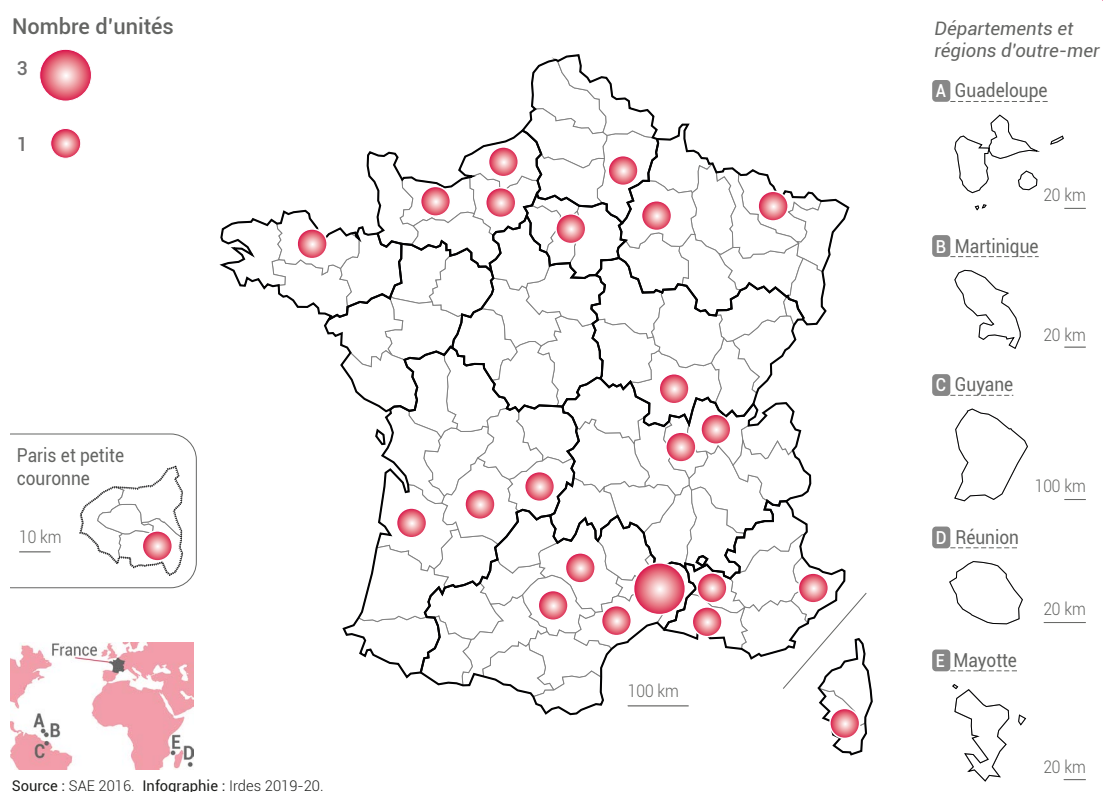 Nombre d'unités
3
1
Départements et
régions d'outre-mer
A Guadeloupe
20 km
B Martinique
20 km
C Guyane
100 km
D Réunion
20 km
E Mayotte
20 km
Paris et petite
couronne
10 km
100 km
France
A
B
C
E
D
Source : SAE 2016. Infographie : Irdes 2019-20.